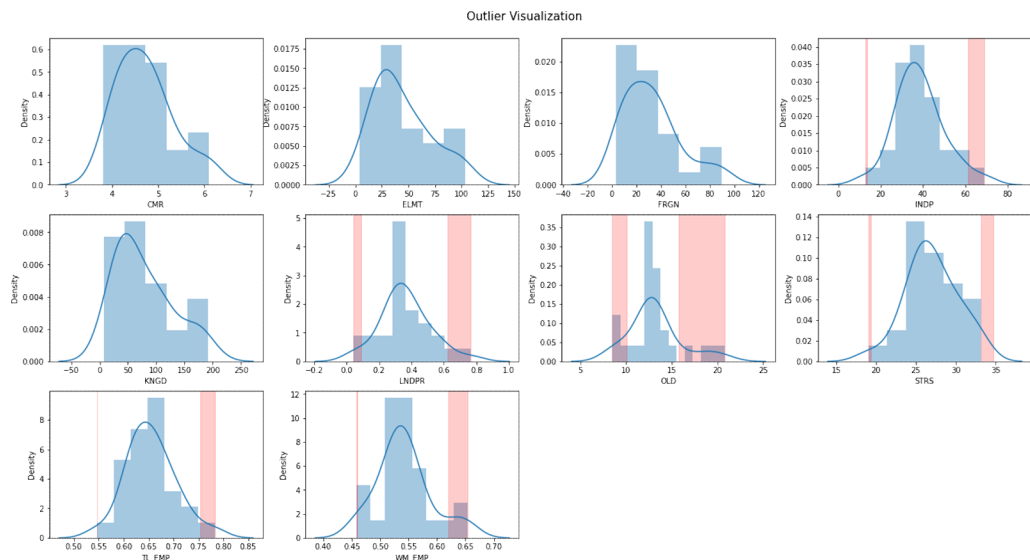 Outlier Visualization
Density
0.6
0.5
0.4
0.3
0.2
0.1
0.0
3 4 5 6 7
CMR
Density
0.0175
0.0150
0.0125
0.0100
0.0075
0.0050
0.0025
0.0000
−25 0 25 50 75 100 125 150
ELMT
Density
0.020
0.015
0.010
0.005
0.000
−40 −20 0 20 40 60 80 100 120
FRGN
Density
0.040
0.035
0.030
0.025
0.020
0.015
0.010
0.005
0.000
0 20 40 60 80
INDP
Density
0.008
0.006
0.004
0.002
0.000
−50 0 50 100 150 200 250
KNGD
Density
5
4
3
2
1
0
−0.2 0.0 0.2 0.4 0.6 0.8 1.0
LNDPR
Density
0.35
0.30
0.25
0.20
0.15
0.10
0.05
0.00
5 10 15 20 25
OLD
Density
0.14
0.12
0.10
0.08
0.06
0.04
0.02
0.00
15 20 25 30 35
STRS
Density
8
6
4
2
0
0.50 0.55 0.60 0.65 0.70 0.75 0.80 0.85
TL_EMP
Density
12
10
8
6
4
2
0
0.40 0.45 0.50 0.55 0.60 0.65 0.70
WM_EMP